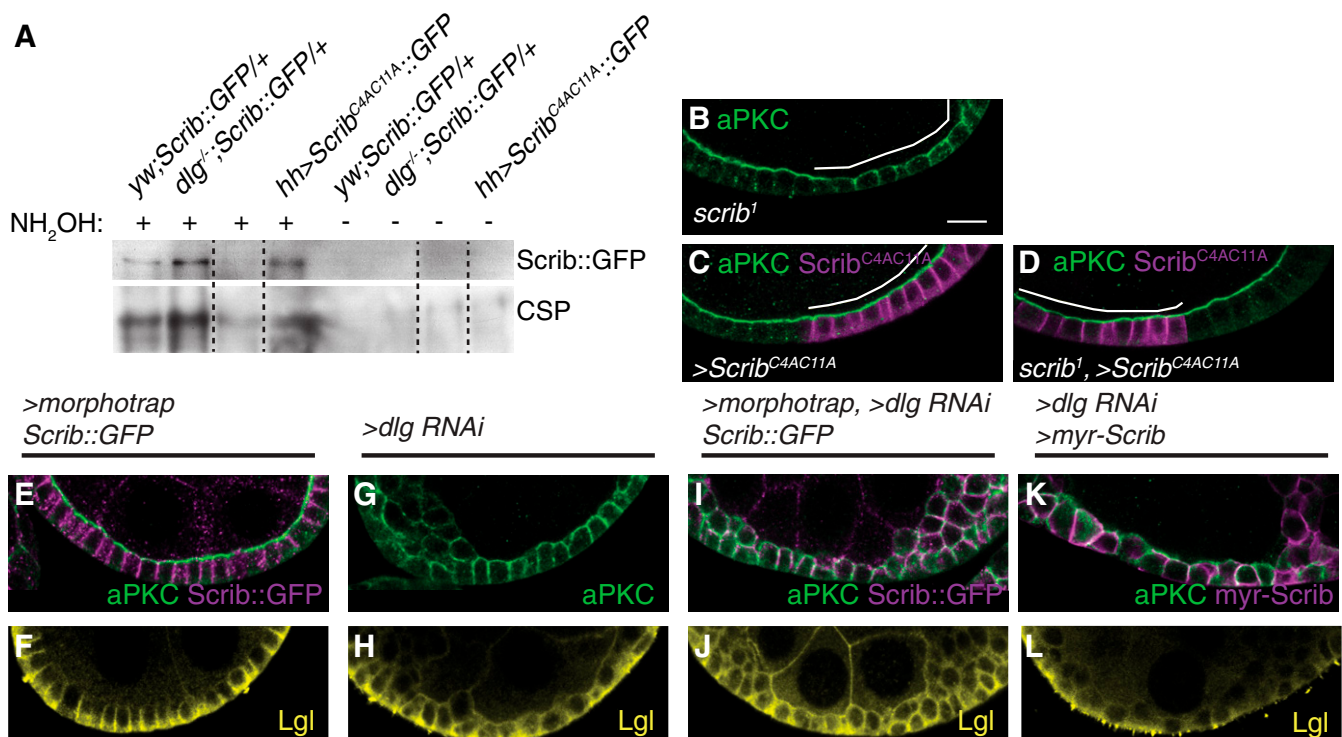 A
yw;Scrib::GFP/+
dlg-/-;Scrib::GFP/+
hh>ScribC4AC11A::GFP
yw;Scrib::GFP/+
dlg-/-;Scrib::GFP/+
hh>ScribC4AC11A::GFP
NH2OH: + + + + - - - -
Scrib::GFP
CSP
B aPKC
scrib1
C aPKC ScribC4AC11A
>ScribC4AC11A
D aPKC ScribC4AC11A
scrib1, >ScribC4AC11A
>morphotrap
Scrib::GFP
>dlg RNAi
>morphotrap, >dlg RNAi
Scrib::GFP
>dlg RNAi
>myr-Scrib
E
aPKC Scrib::GFP
G
aPKC
I
aPKC Scrib::GFP
K
aPKC myr-Scrib
F
Lgl
H
Lgl
J
Lgl
L
Lgl